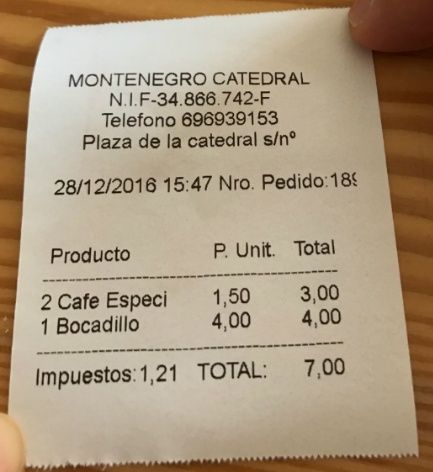 MONTENEGRO CATEDRAL
N.I.F-34.866.742-F
Telefono 696939153
Plaza de la catedral s/nº
28/12/2016 15:47 Nro. Pedido:189
Producto P. Unit. Total
2 Cafe Especi 1,50 3,00
1 Bocadillo 4,00 4,00
Impuestos:1,21 TOTAL: 7,00